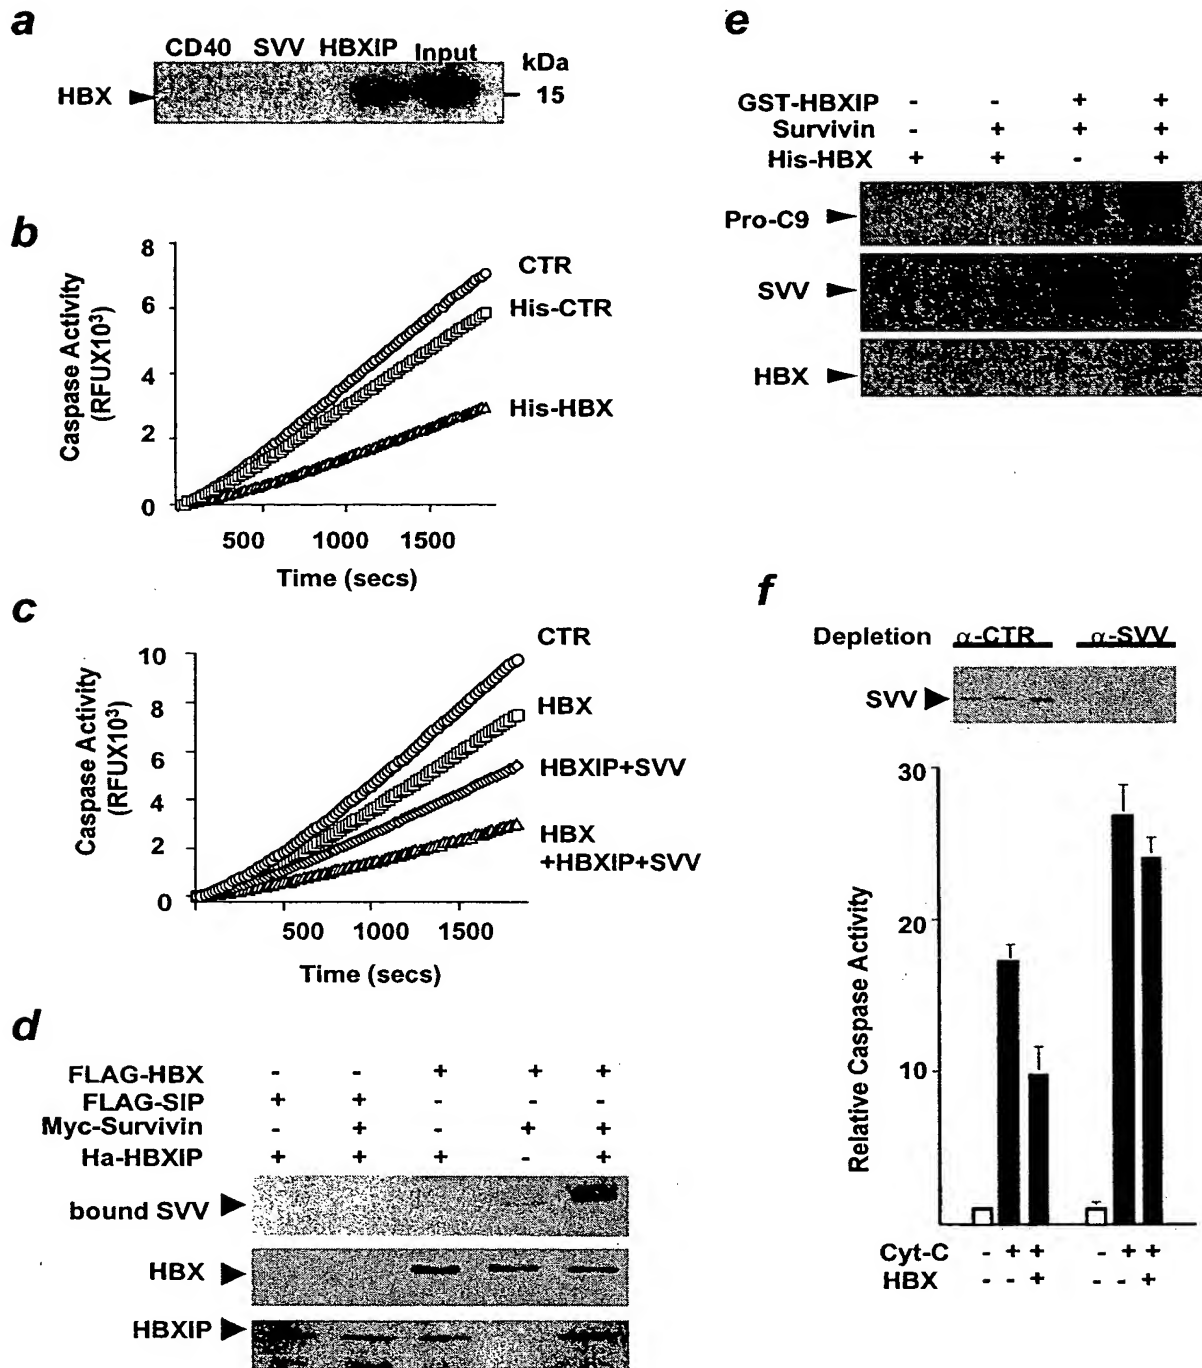 a
CD40 SVV HBXIP Input kDa
HBX 15
b
8
6
4
2
0
Caspase Activity
(RFUX10³)
CTR
His-CTR
His-HBX
500 1000 1500
Time (secs)
c
10
8
6
4
2
0
Caspase Activity
(RFUX10³)
CTR
HBX
HBXIP+SVV
HBX
+HBXIP+SVV
500 1000 1500
Time (secs)
d
FLAG-HBX - - + + +
FLAG-SIP + + - - -
Myc-Survivin - + - + +
Ha-HBXIP + + + - +
bound SVV
HBX
HBXIP
e
GST-HBXIP - - + +
Survivin - + + +
His-HBX + + - +
Pro-C9
SVV
HBX
f
Depletion α-CTR α-SVV
SVV
30
20
10
Relative Caspase Activity
Cyt-C - + + - + +
HBX - - + - - +